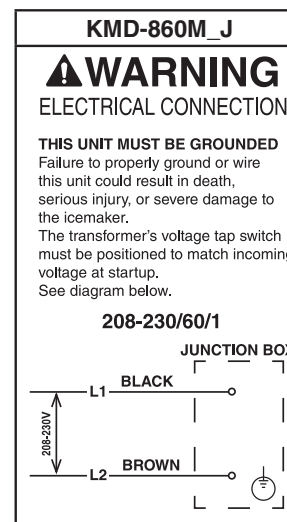 KMD-860M_J
WARNING
ELECTRICAL CONNECTION
THIS UNIT MUST BE GROUNDED
Failure to properly ground or wire
this unit could result in death,
serious injury, or severe damage to
the icemaker.
The transformer's voltage tap switch
must be positioned to match incoming
voltage at startup.
See diagram below.
208-230/60/1
JUNCTION BOX
L1 BLACK
208-230V
L2 BROWN